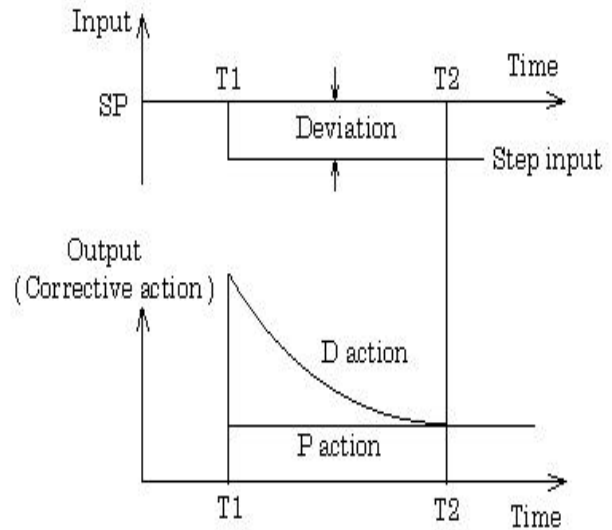 Input
T1
T2
Time
SP
Deviation
Step input
Output
(Corrective action)
D action
P action
T1
T2
Time